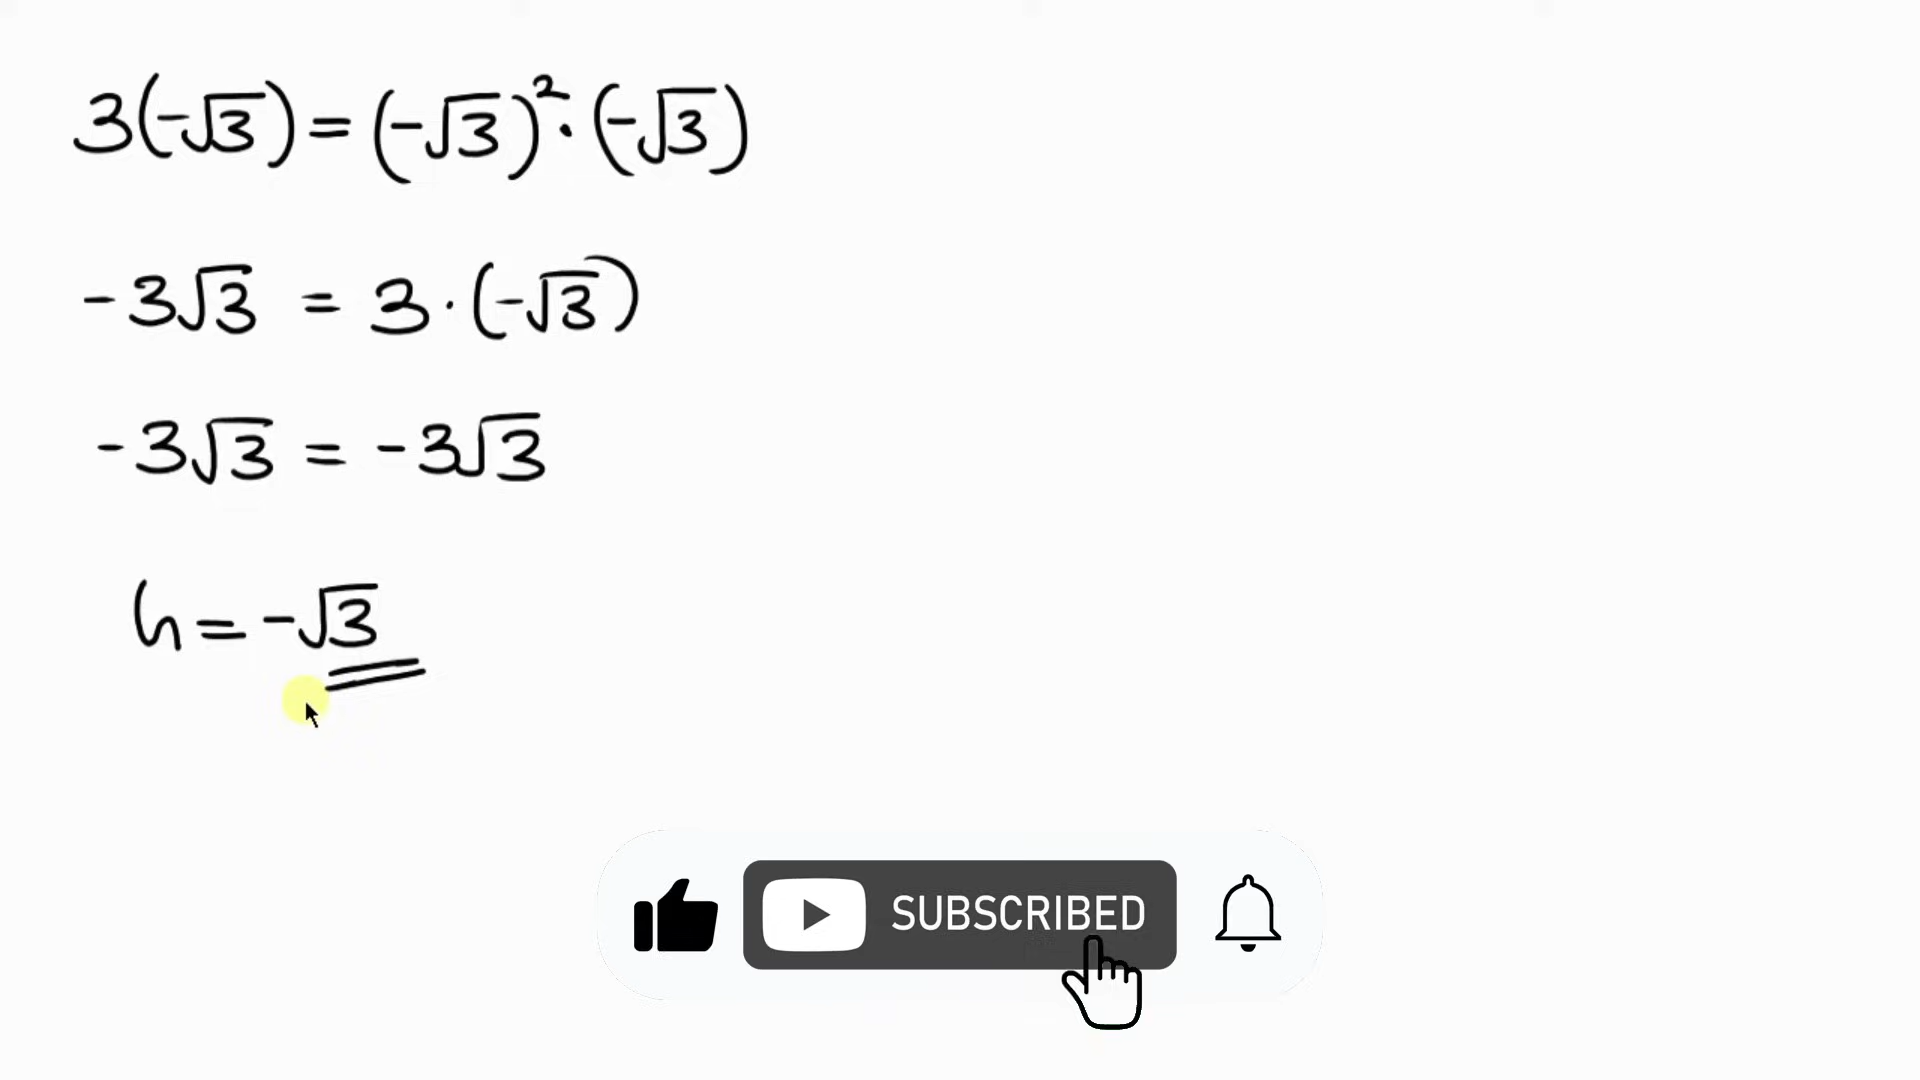 3(-√3) = (-√3)² · (-√3)
-3√3 = 3 · (-√3)
-3√3 = -3√3
h = -√3
SUBSCRIBED